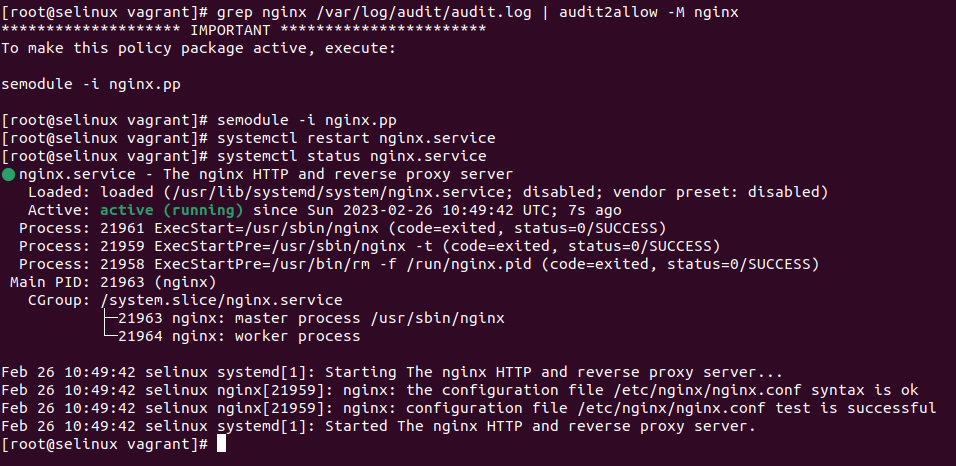 [root@selinux vagrant]# grep nginx /var/log/audit/audit.log | audit2allow -M nginx
******************** IMPORTANT ***********************
To make this policy package active, execute:

semodule -i nginx.pp

[root@selinux vagrant]# semodule -i nginx.pp
[root@selinux vagrant]# systemctl restart nginx.service
[root@selinux vagrant]# systemctl status nginx.service
● nginx.service - The nginx HTTP and reverse proxy server
   Loaded: loaded (/usr/lib/systemd/system/nginx.service; disabled; vendor preset: disabled)
   Active: active (running) since Sun 2023-02-26 10:49:42 UTC; 7s ago
  Process: 21961 ExecStart=/usr/sbin/nginx (code=exited, status=0/SUCCESS)
  Process: 21959 ExecStartPre=/usr/sbin/nginx -t (code=exited, status=0/SUCCESS)
  Process: 21958 ExecStartPre=/usr/bin/rm -f /run/nginx.pid (code=exited, status=0/SUCCESS)
 Main PID: 21963 (nginx)
   CGroup: /system.slice/nginx.service
           ├─21963 nginx: master process /usr/sbin/nginx
           └─21964 nginx: worker process

Feb 26 10:49:42 selinux systemd[1]: Starting The nginx HTTP and reverse proxy server...
Feb 26 10:49:42 selinux nginx[21959]: nginx: the configuration file /etc/nginx/nginx.conf syntax is ok
Feb 26 10:49:42 selinux nginx[21959]: nginx: configuration file /etc/nginx/nginx.conf test is successful
Feb 26 10:49:42 selinux systemd[1]: Started The nginx HTTP and reverse proxy server.
[root@selinux vagrant]#